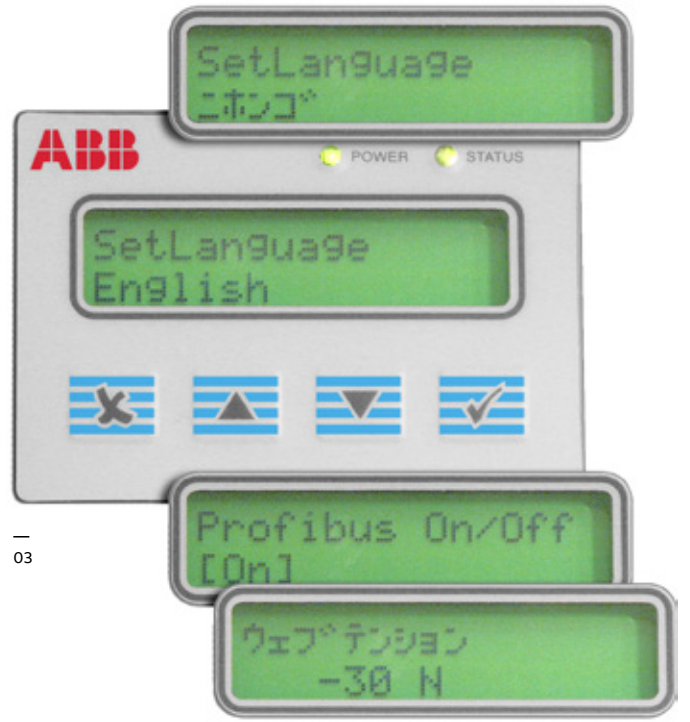 SetLanguage
ニホンゴ
ABB
POWER STATUS
SetLanguage
English
Profibus On/Off
[On]
03
ウェブテンション
-30 N